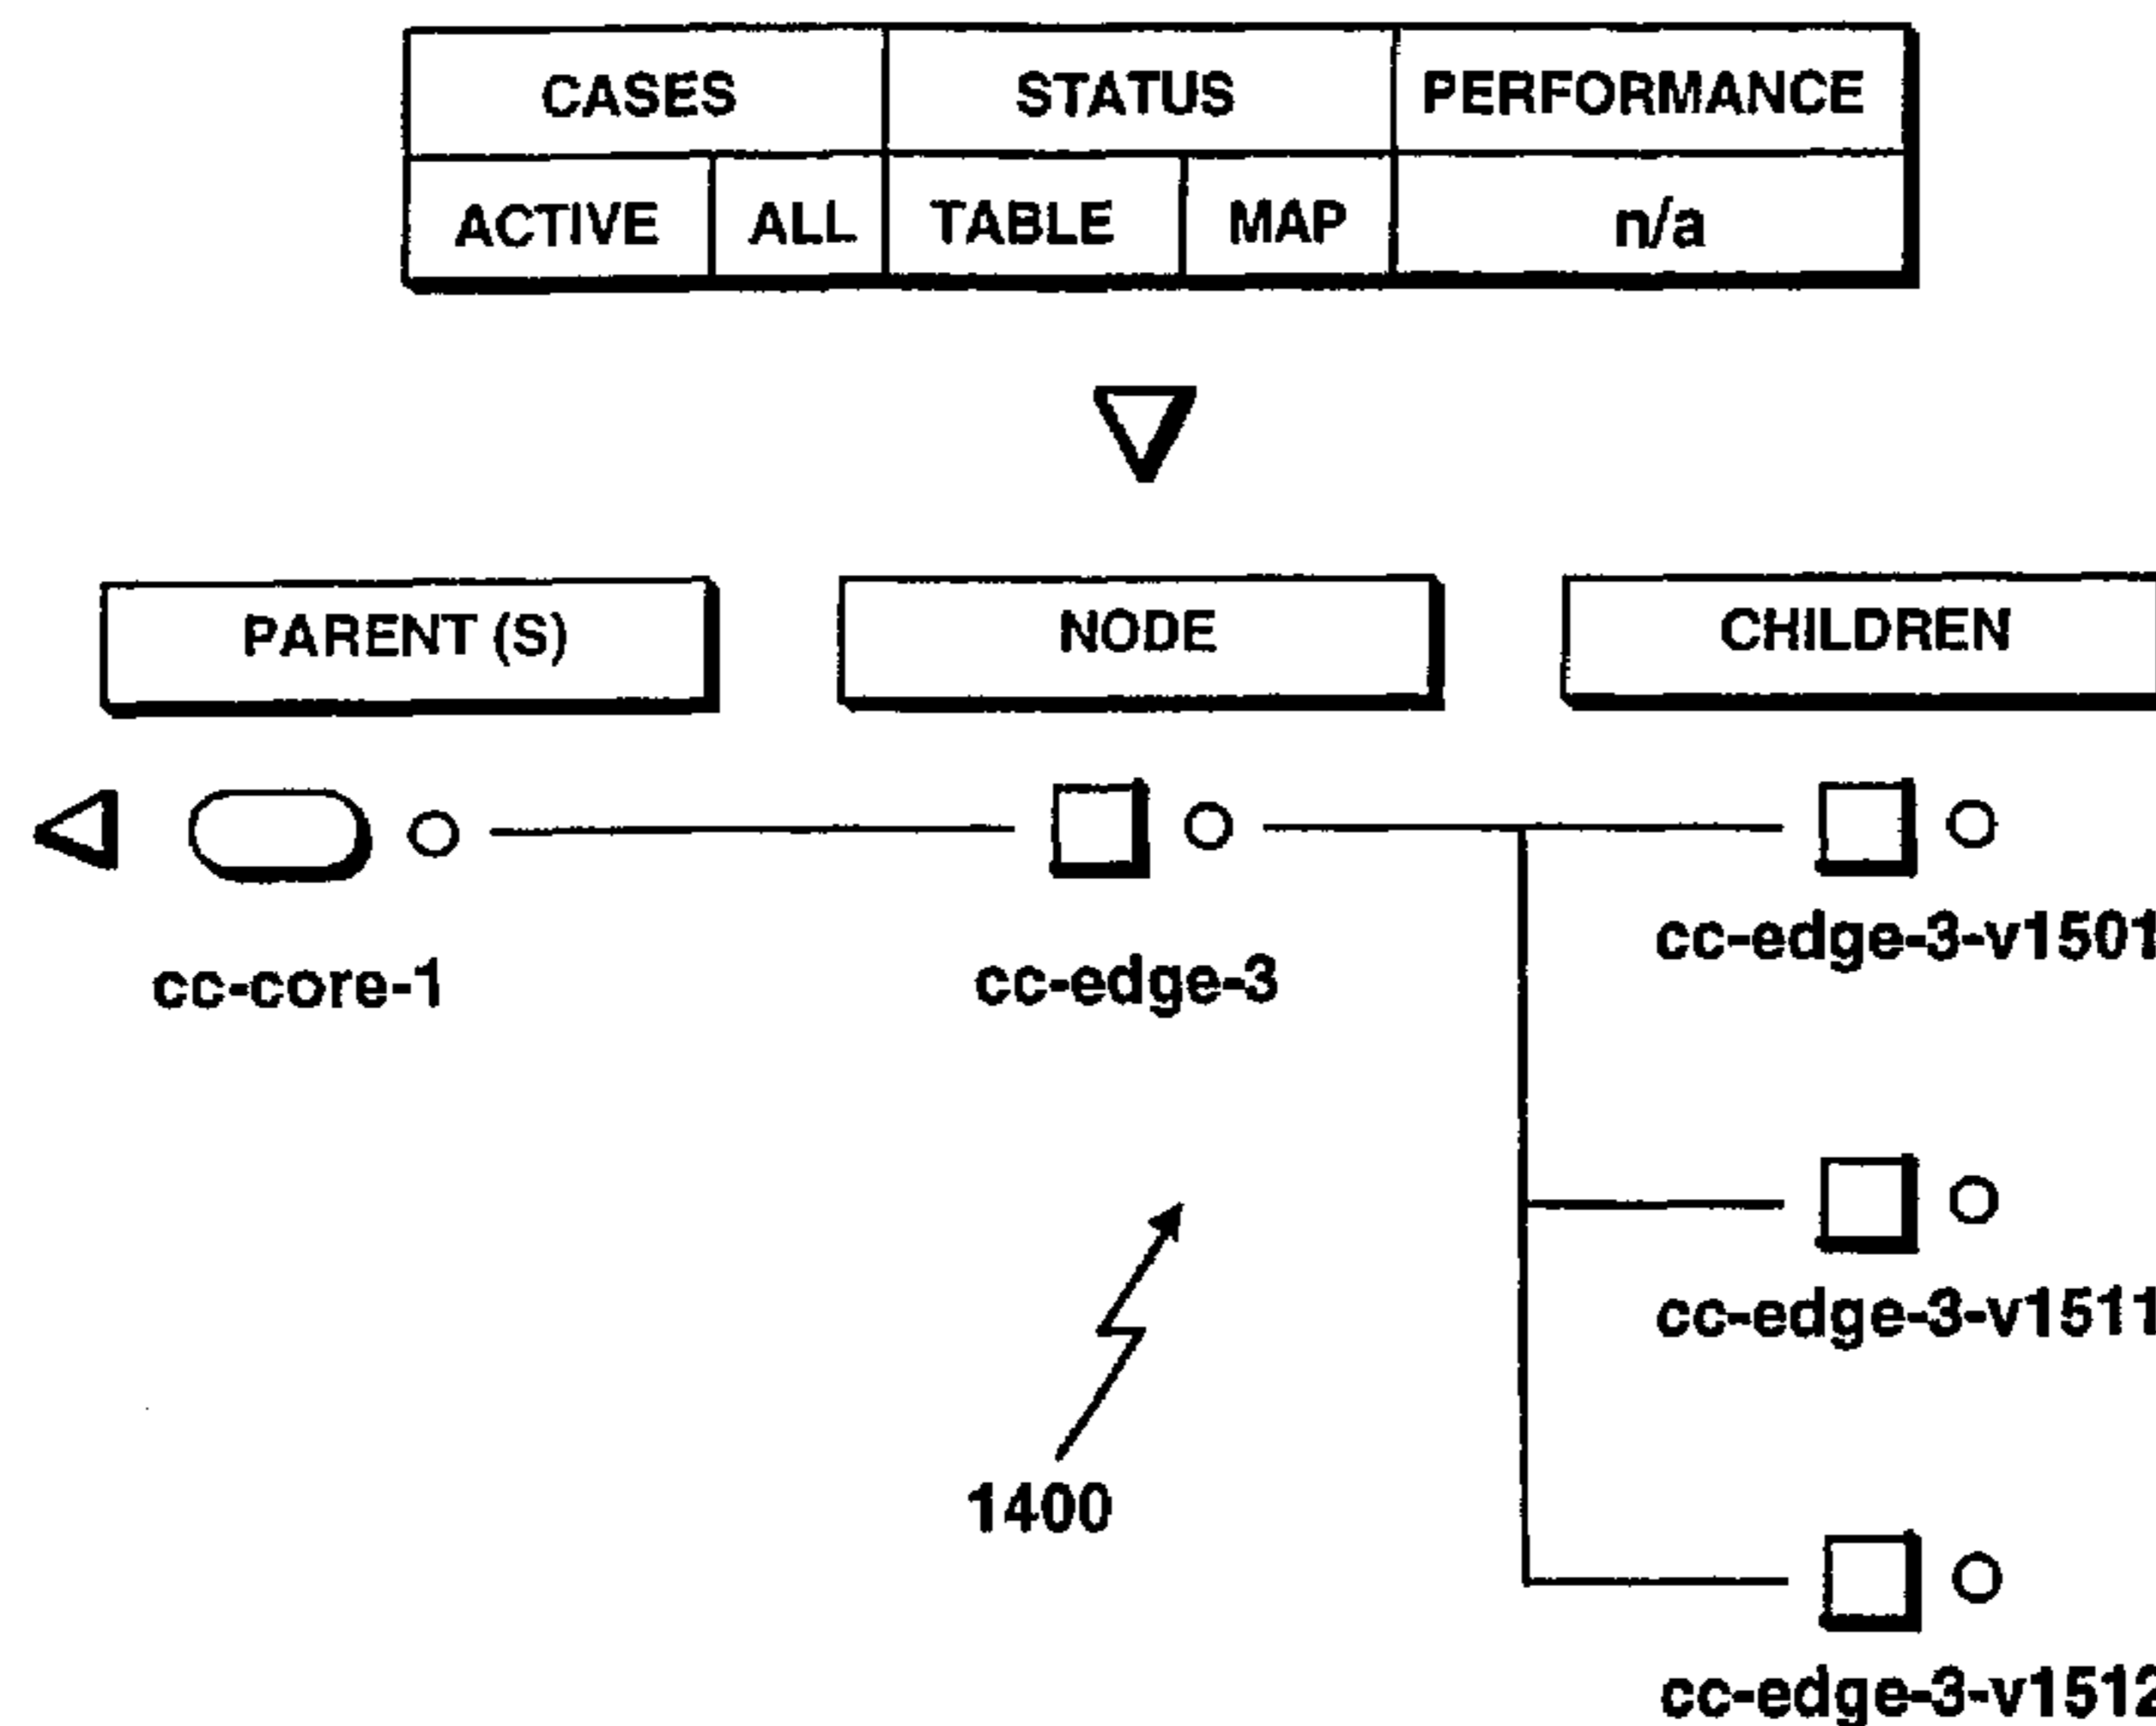 CASES STATUS PERFORMANCE
ACTIVE ALL TABLE MAP n/a
PARENT (S) NODE CHILDREN
cc-core-1 cc-edge-3 cc-edge-3-v1501
cc-edge-3-v1511
1400
cc-edge-3-v1512